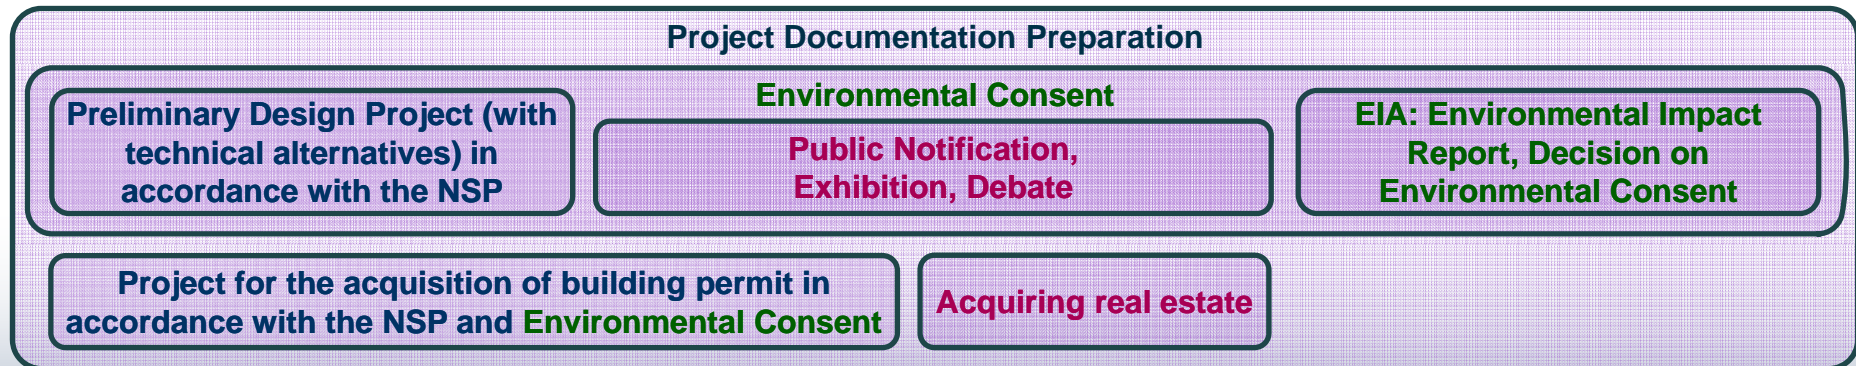 Project Documentation Preparation
Environmental Consent
Preliminary Design Project (with
technical alternatives) in
accordance with the NSP
Public Notification,
Exhibition, Debate
EIA: Environmental Impact
Report, Decision on
Environmental Consent
Project for the acquisition of building permit in
accordance with the NSP and Environmental Consent
Acquiring real estate